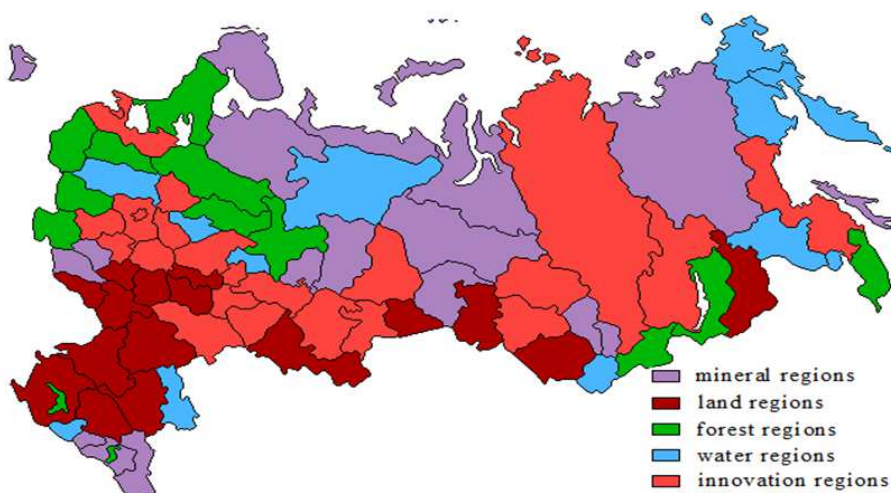 mineral regions
land regions
forest regions
water regions
innovation regions